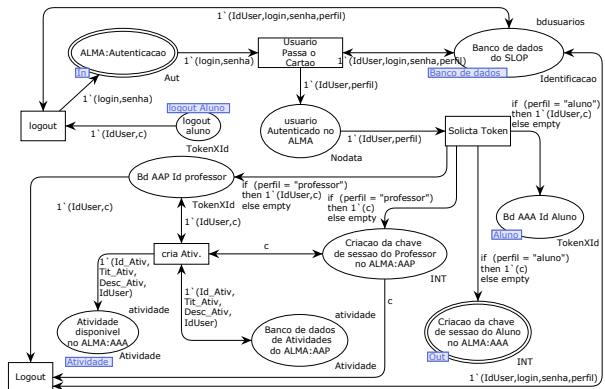 1`(IdUser,login,senha,perfil)
bdusuarios
ALMA:Autenticacao
In
Aut
1`(login,senha)
Usuario
Passa o
Cartao
1`(IdUser,login,senha,perfil)
Banco de dados
do SLOP
Banco de dados
Identificacao
1`(login,senha)
1`(IdUser,perfil)
logout
1`(IdUser,c)
logout Aluno
logout
aluno
TokenXId
usuario
Autenticado no
ALMA
Nodata
1`(IdUser,perfil)
Solicta Token
if (perfil = "aluno")
then 1`(IdUser,c)
else empty
Bd AAP Id professor
TokenXId
if (perfil = "professor")
then 1`(IdUser,c)
else empty
if (perfil = "professor")
then 1`(c)
else empty
Bd AAA Id Aluno
Aluno
TokenXId
1`(IdUser,c)
1`(IdUser,c)
cria Ativ.
c
Criacao da chave
de sessao do Professor
no ALMA:AAP
INT
if (perfil = "aluno")
then 1`(c)
else empty
1`(Id_Ativ,
Tit_Ativ,
Desc_Ativ,
IdUser)
atividade
1`(Id_Ativ,
Tit_Ativ,
Desc_Ativ,
IdUser)
atividade
c
Atividade
disponivel
no ALMA:AAA
Atividade
Atividade
Banco de dados
de Atividades
do ALMA:AAP
Atividade
Criacao da chave
de sessao do Aluno
no ALMA:AAA
Out
INT
Logout
1`(IdUser,login,senha,perfil)